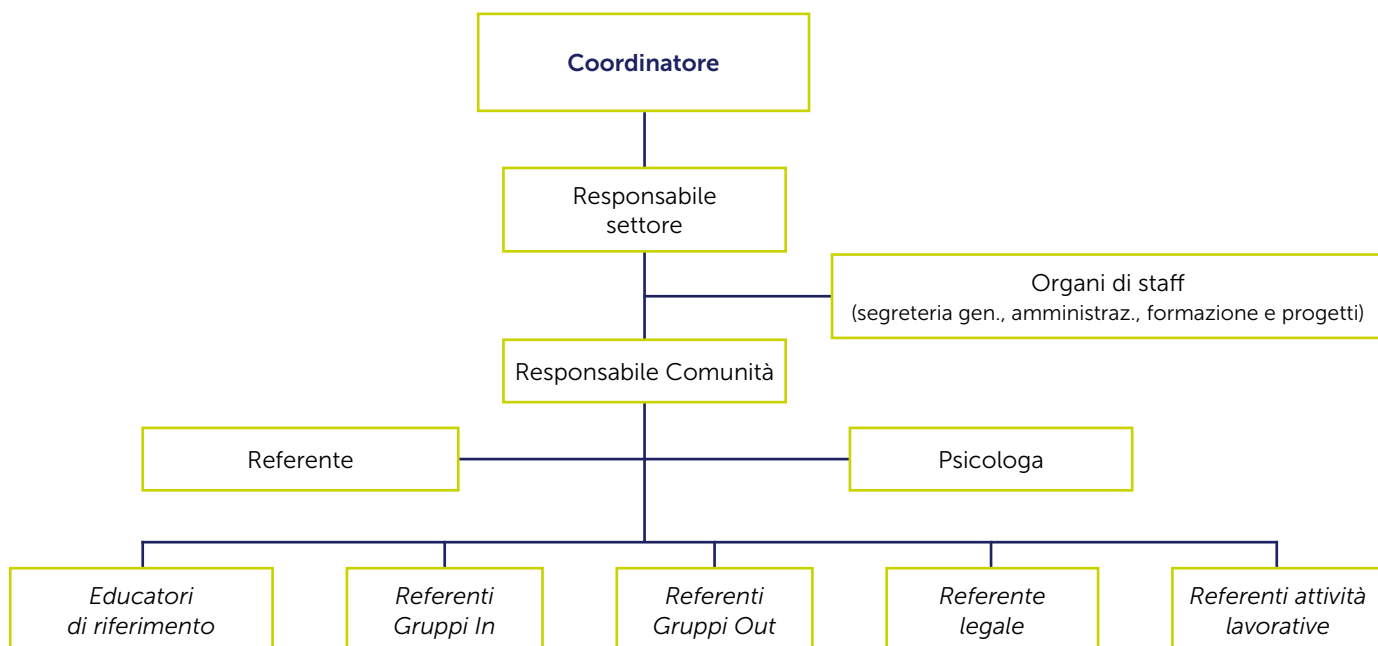 Coordinatore
Responsabile
settore
Organi di staff
(segreteria gen., amministraz., formazione e progetti)
Responsabile Comunità
Referente
Psicologa
Educatori
di riferimento
Referenti
Gruppi In
Referenti
Gruppi Out
Referente
legale
Referenti attività
lavorative